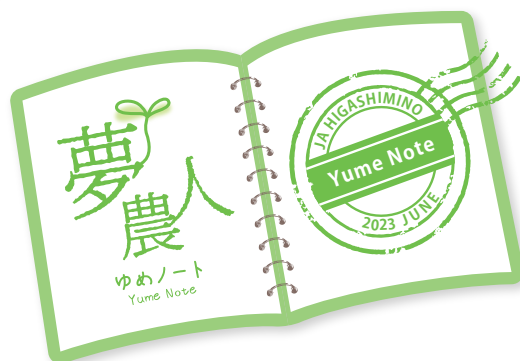 夢
農人
ゆめノート
Yume Note
JA HIGASHIMINO
Yume Note
2023 JUNE